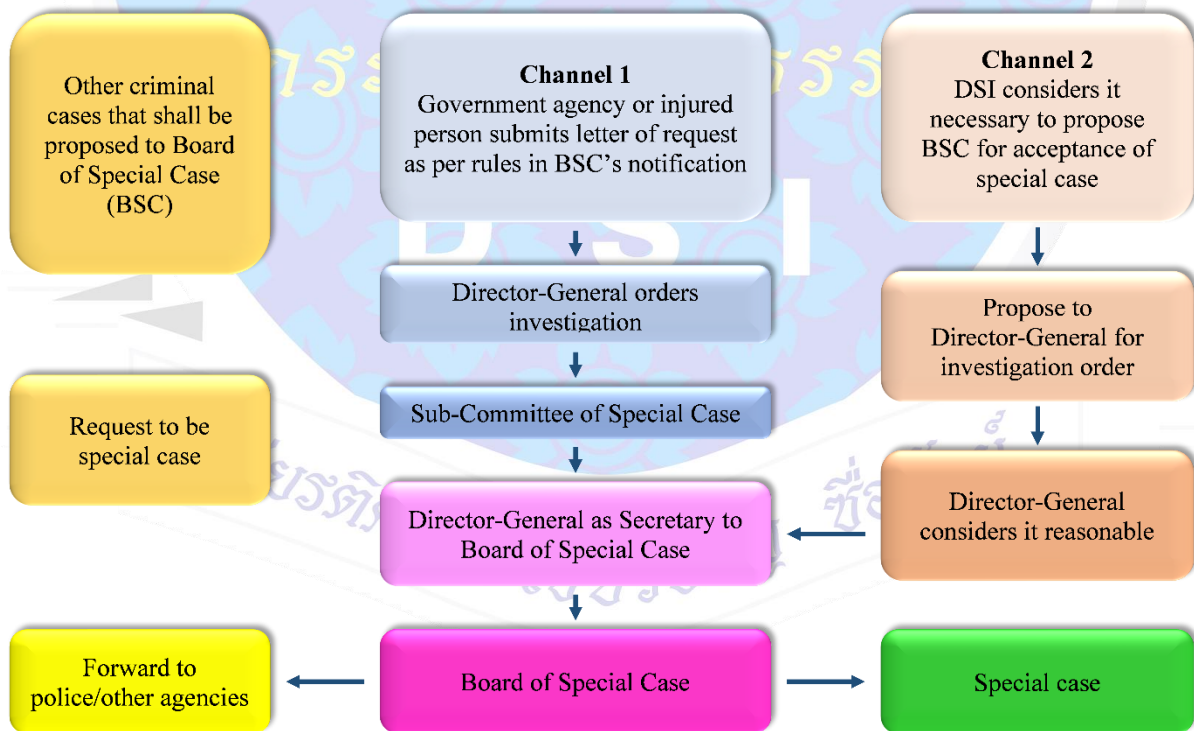 Other criminal
cases that shall be
proposed to Board
of Special Case
(BSC)
Channel 1
Government agency or injured
person submits letter of request
as per rules in BSC’s notification
Channel 2
DSI considers it
necessary to propose
BSC for acceptance of
special case
D S I
Director-General orders
investigation
Propose to
Director-General for
investigation order
Request to be
special case
Sub-Committee of Special Case
Director-General as Secretary to
Board of Special Case
Director-General
considers it reasonable
Forward to
police/other agencies
Board of Special Case
Special case